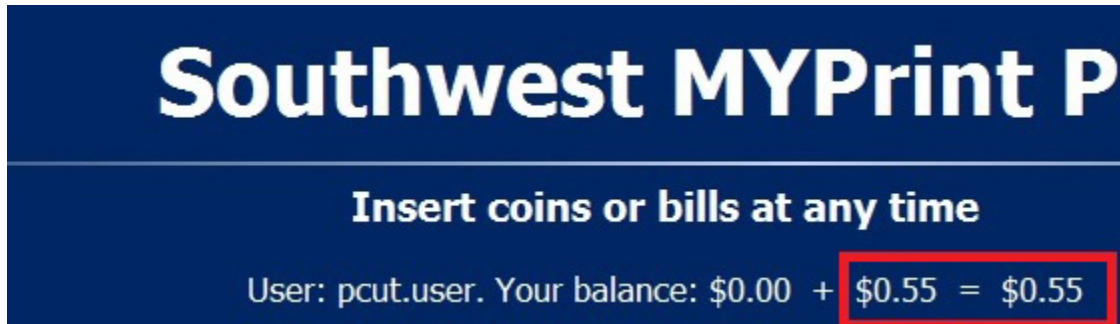 Southwest MYPrint P
Insert coins or bills at any time
User: pcut.user. Your balance: $0.00 + $0.55 = $0.55